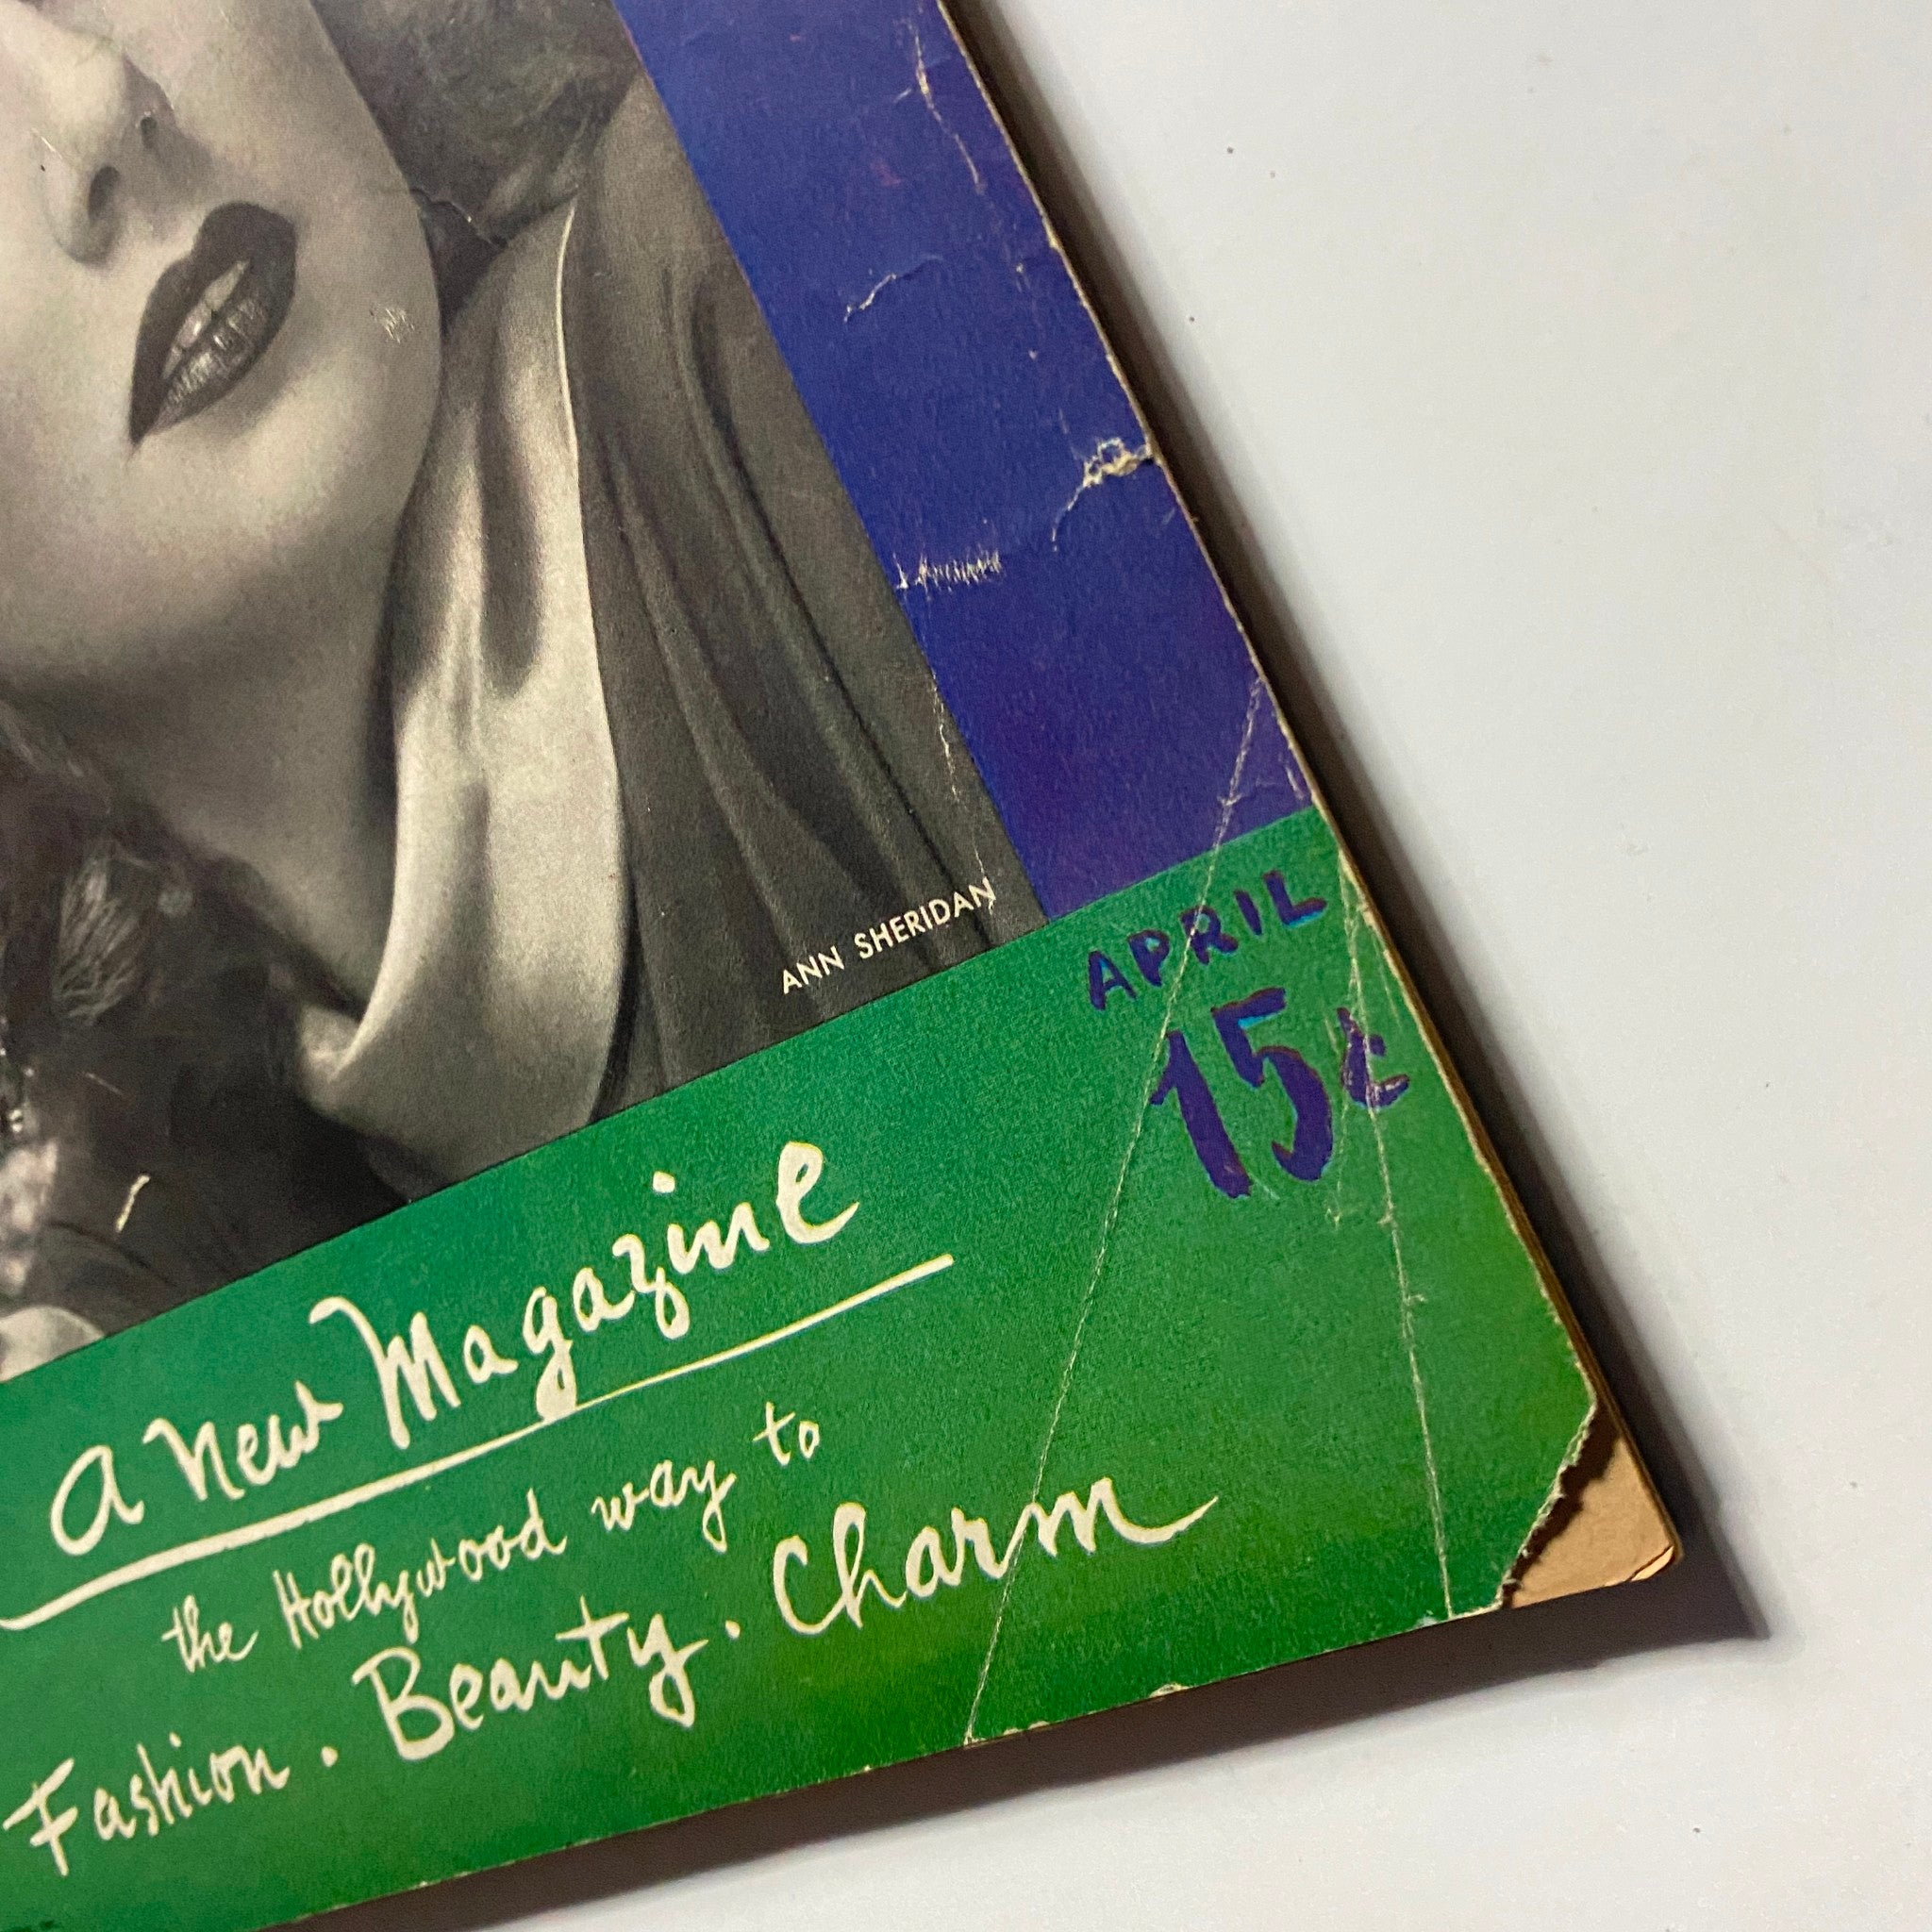 ANN SHERIDAN
APRIL
15¢
A New Magazine
the Hollywood way to
Fashion . Beauty . Charm